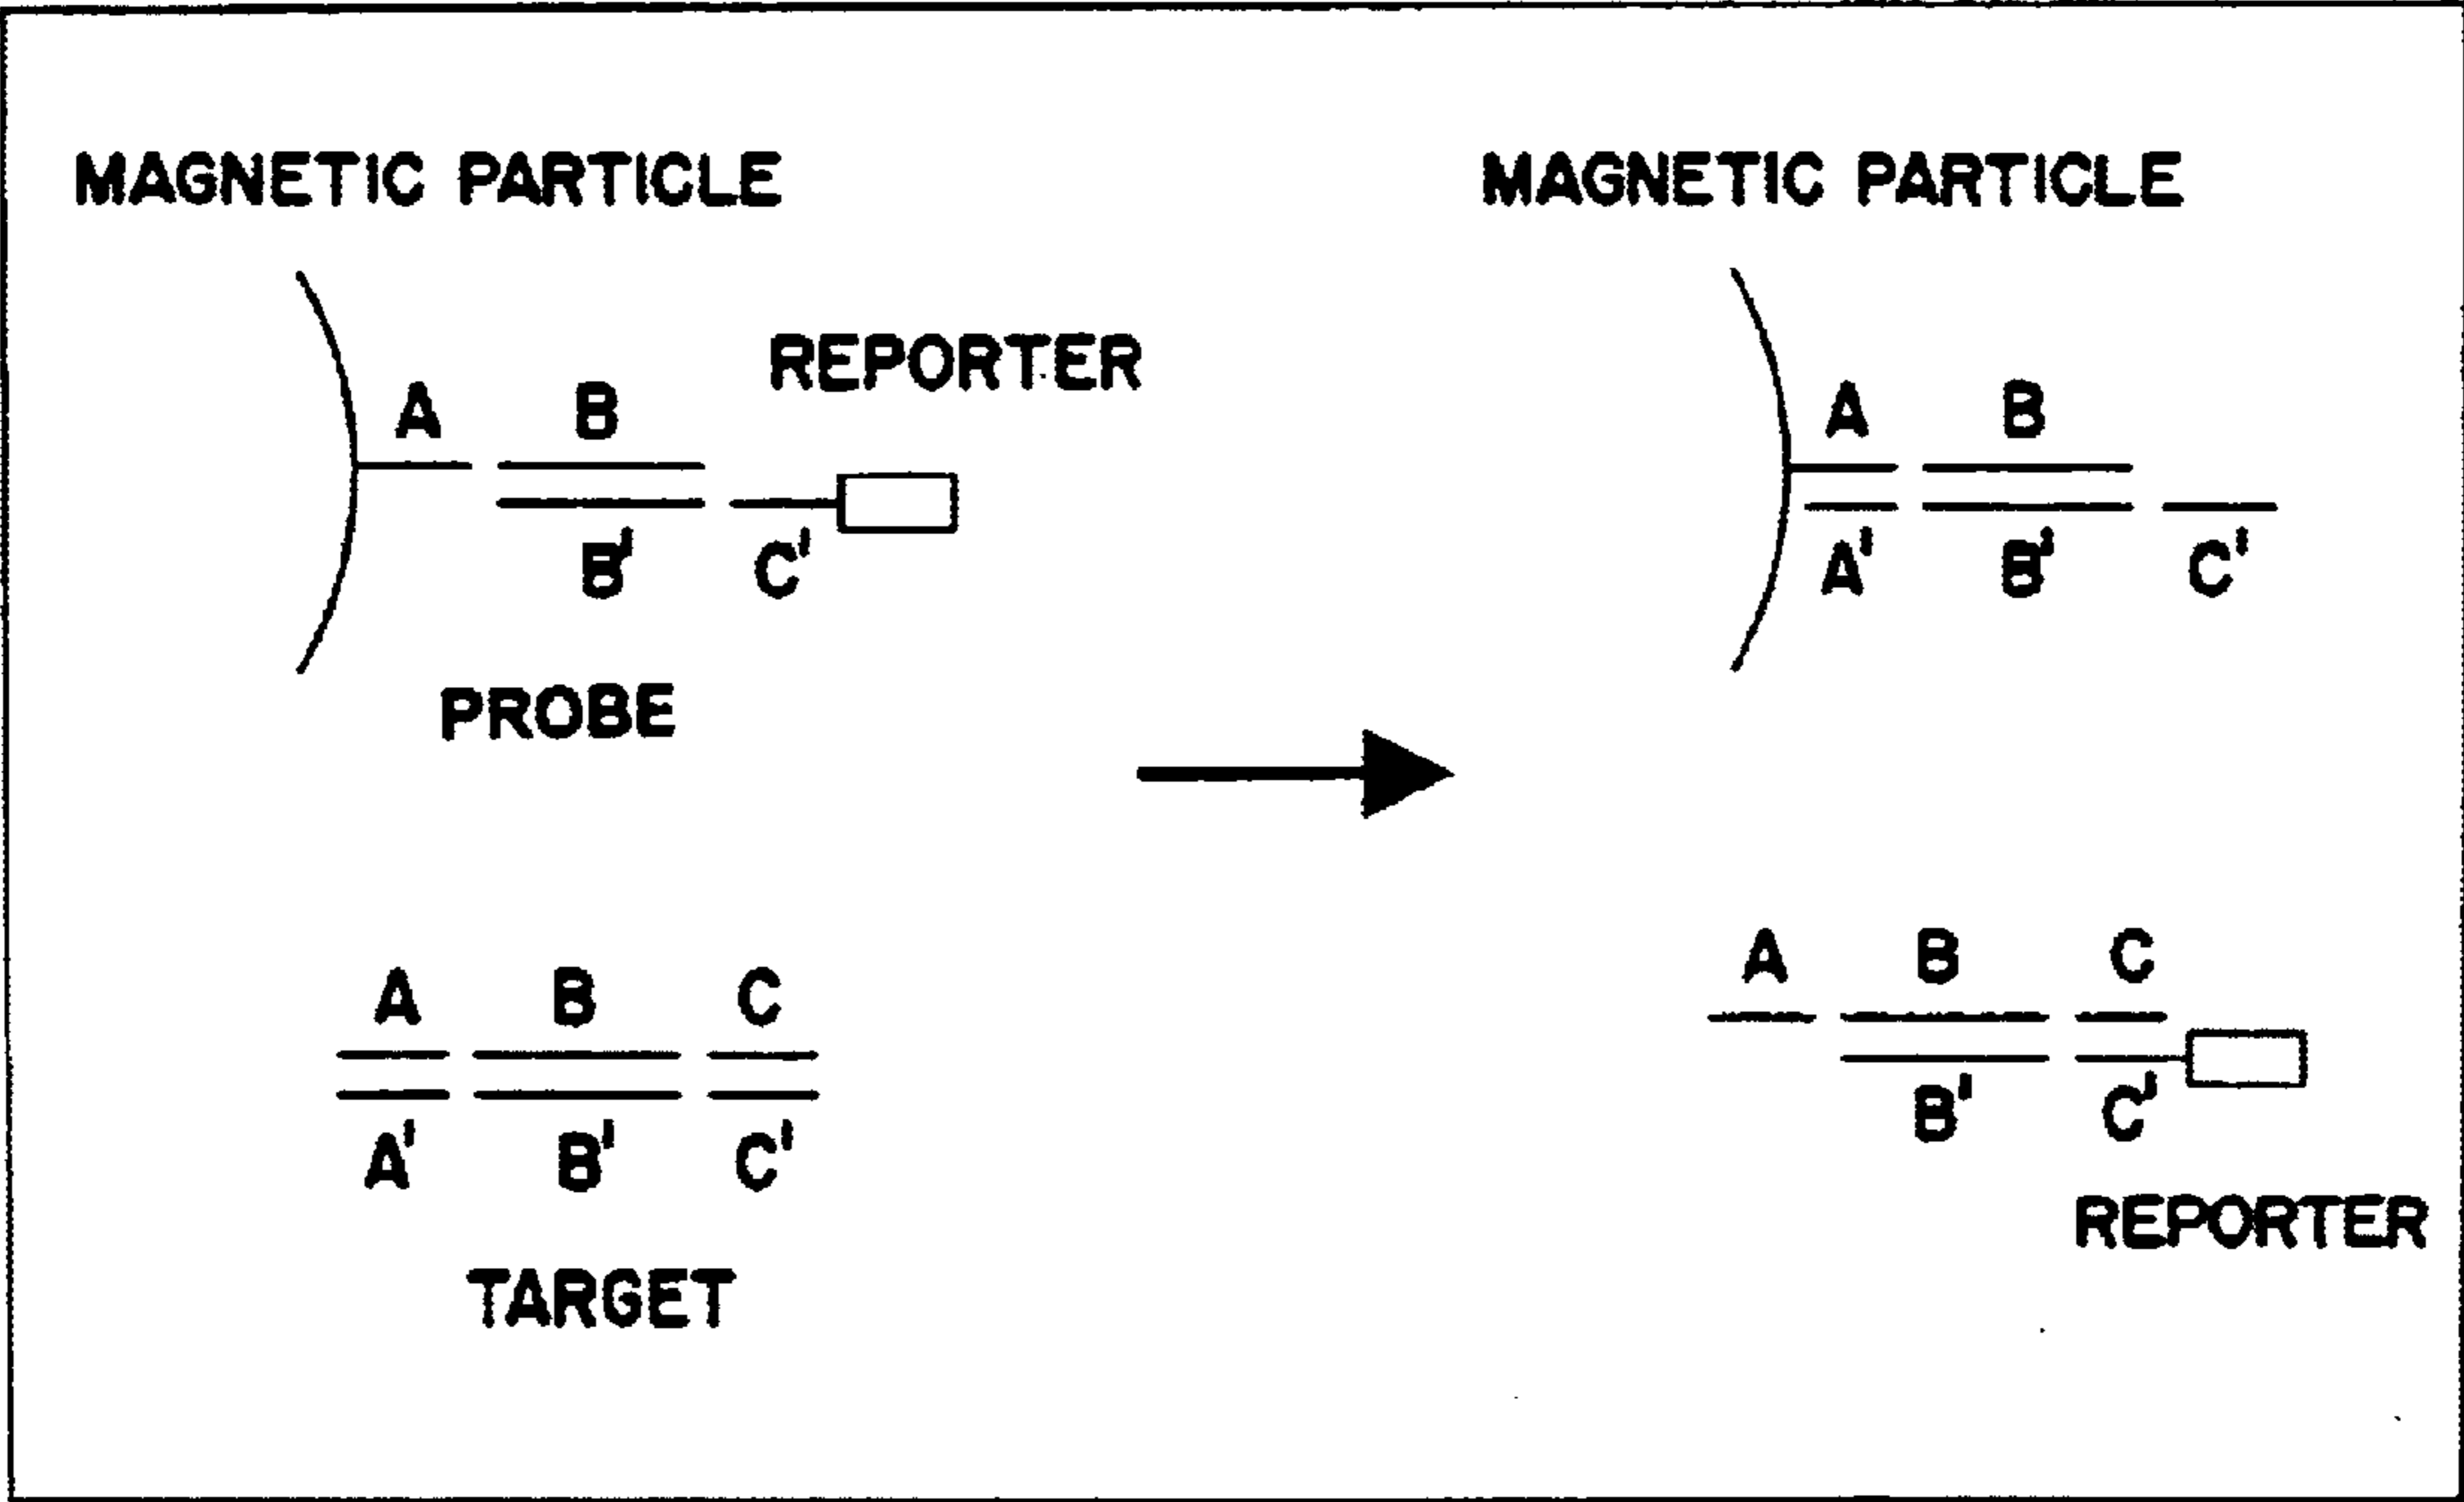 MAGNETIC PARTICLE
REPORTER
A B
B' C'
PROBE
A B C
A' B' C'
TARGET
MAGNETIC PARTICLE
A B
A' B' C'
A B C
B' C'
REPORTER